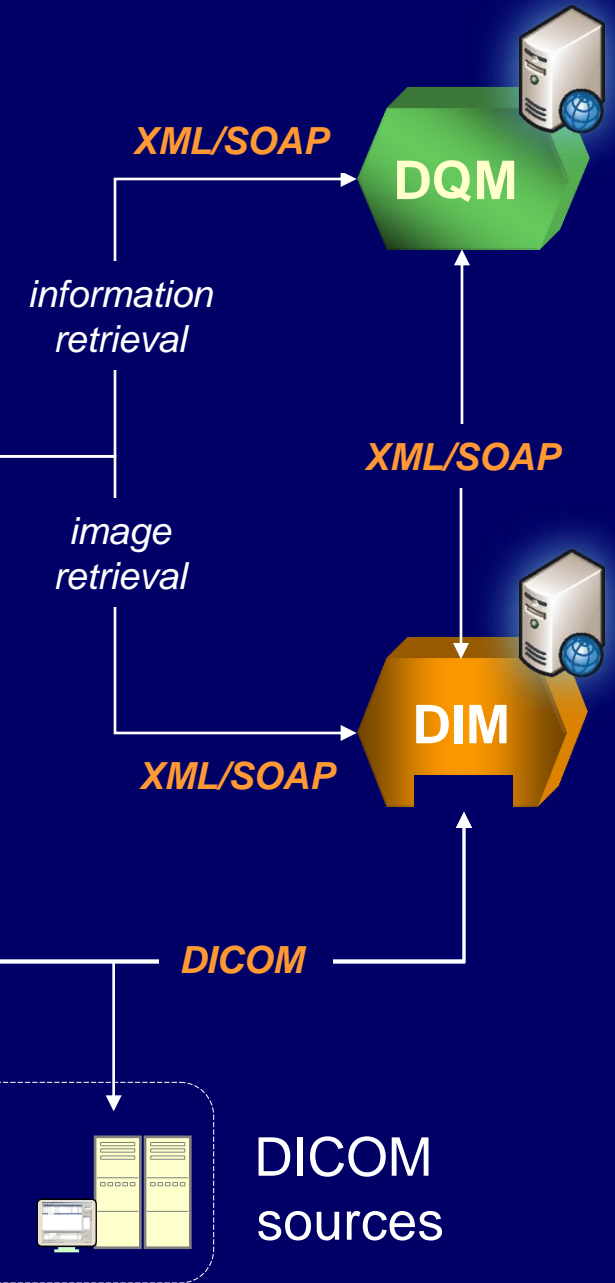 XML/SOAP
DQM
information
retrieval
XML/SOAP
image
retrieval
DIM
XML/SOAP
DICOM
DICOM
sources